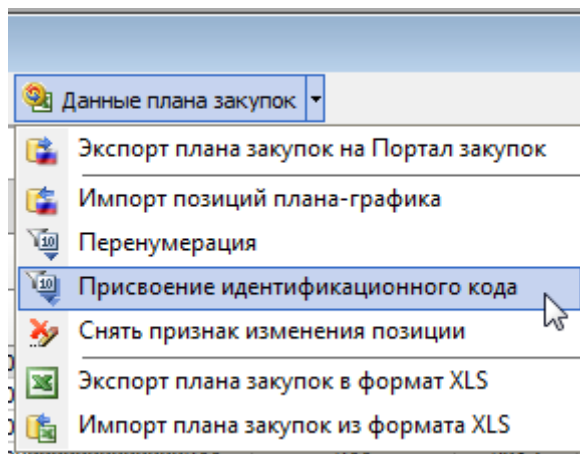 Данные плана закупок
Экспорт плана закупок на Портал закупок
Импорт позиций плана-графика
Перенумерация
Присвоение идентификационного кода
Снять признак изменения позиции
Экспорт плана закупок в формат XLS
Импорт плана закупок из формата XLS